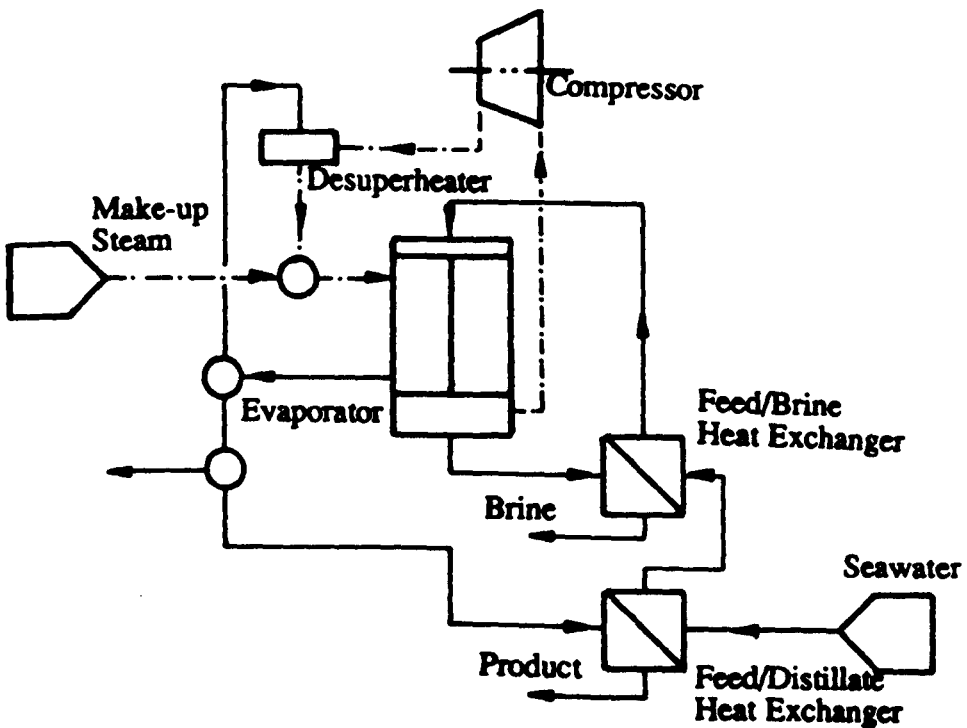 Compressor
Desuperheater
Make-up
Steam
Evaporator
Feed/Brine
Heat Exchanger
Brine
Seawater
Product
Feed/Distillate
Heat Exchanger